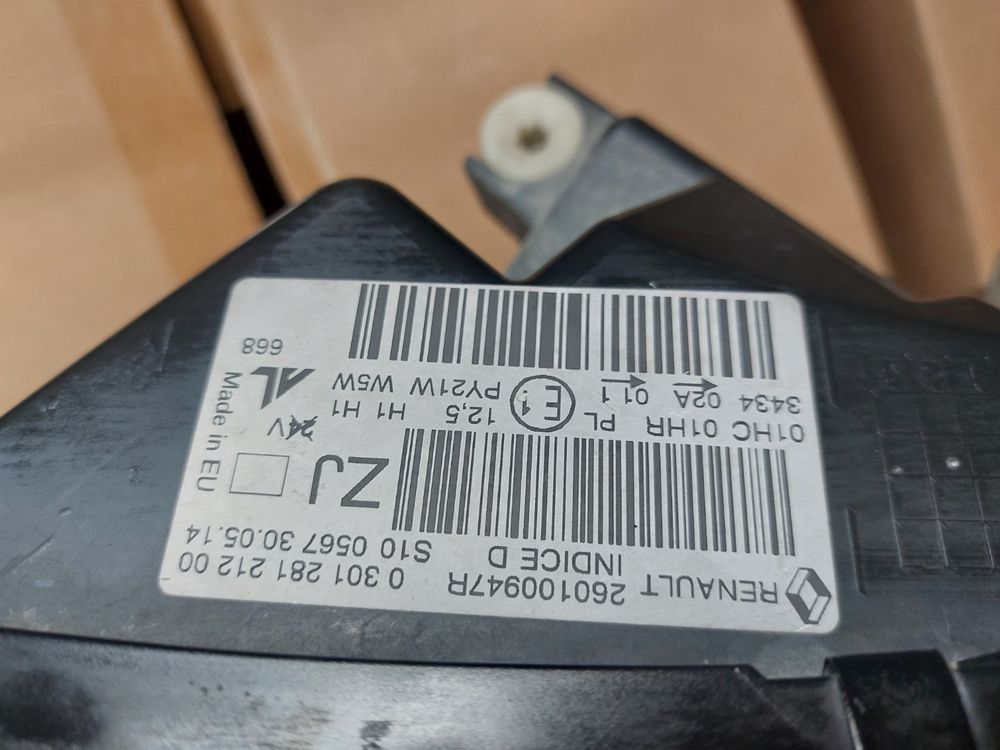 RENAULT 260100947R 0 301 281 212 00
INDICE D S10 0567 30.05.14
ZJ
01HC 01HR PL 12,5 H1 H1 24V
3434 02A 01.1 E1 PY21W W5W AL
668
Made in EU